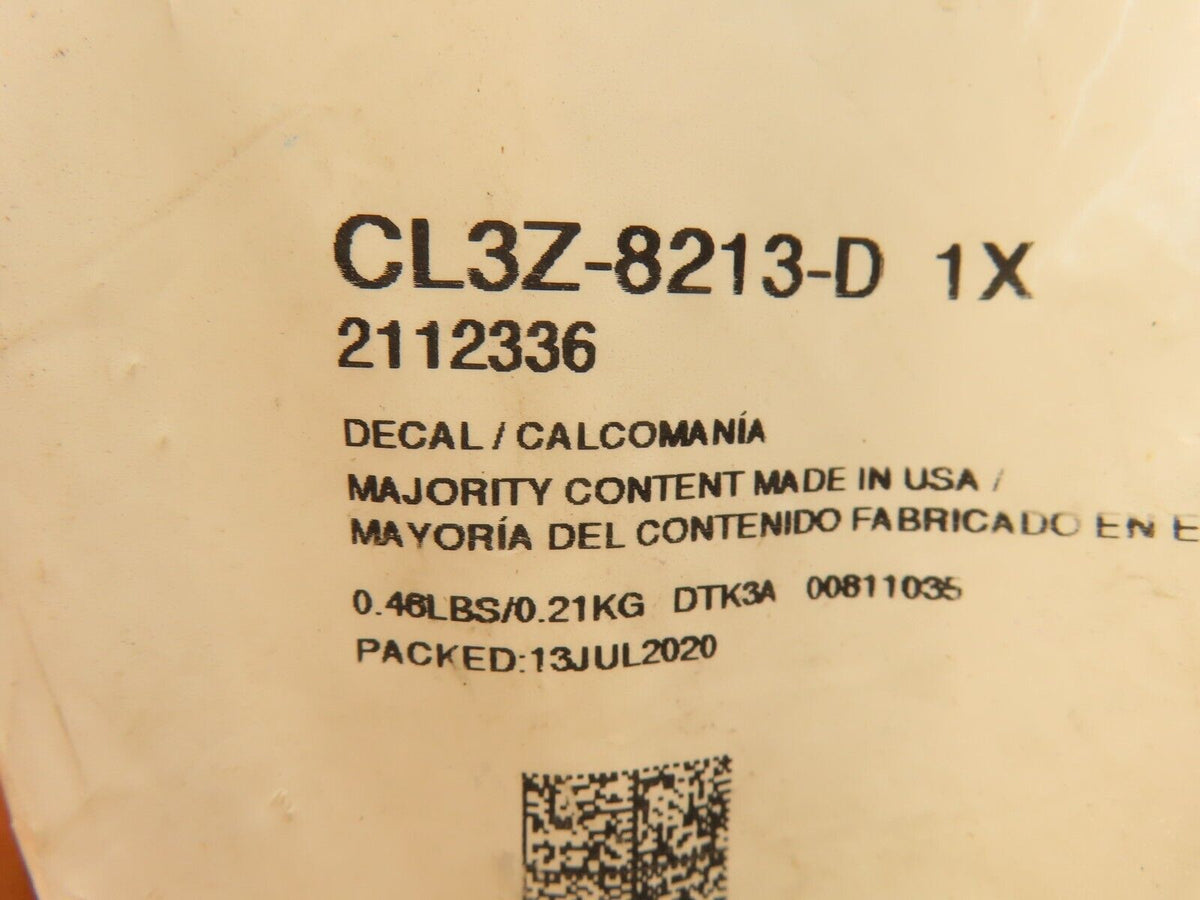 CL3Z-8213-D 1X
2112336
DECAL / CALCOMANÍA
MAJORITY CONTENT MADE IN USA /
MAYORÍA DEL CONTENIDO FABRICADO EN E
0.46LBS/0.21KG DTK3A 00811035
PACKED:13JUL2020